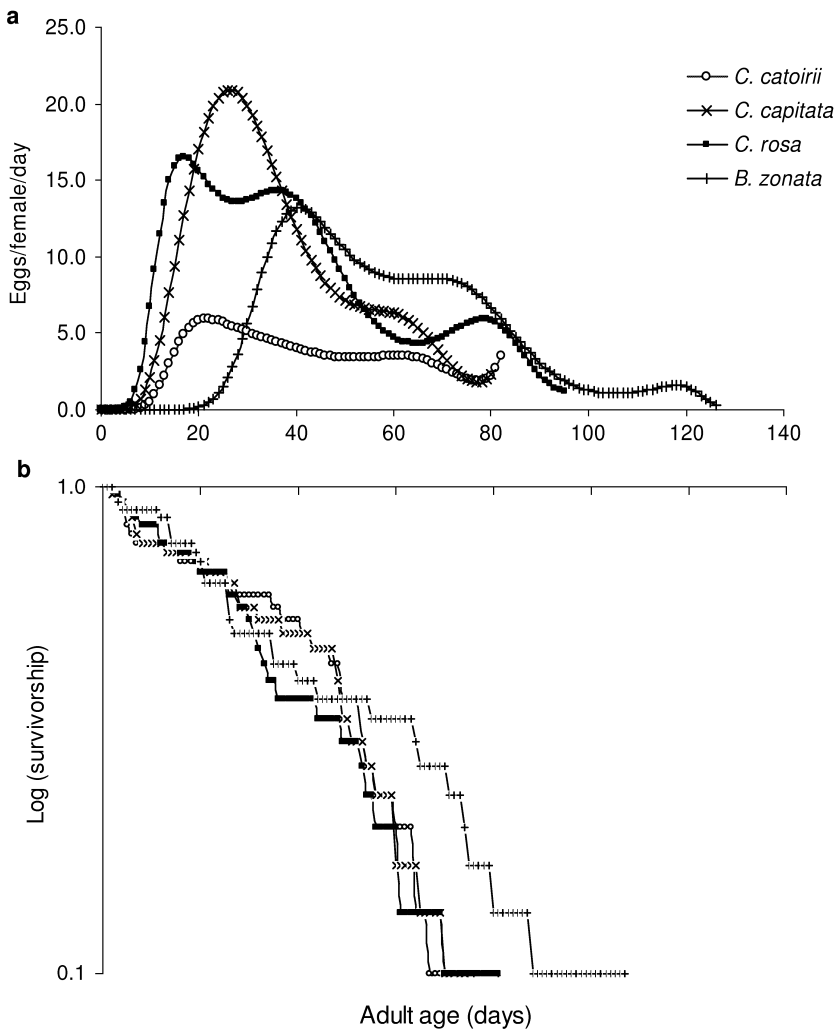 a
25.0
20.0
15.0
10.0
5.0
0.0
Eggs/female/day
C. catoirii
C. capitata
C. rosa
B. zonata
0 20 40 60 80 100 120 140
b
1.0
0.1
Log (survivorship)
Adult age (days)